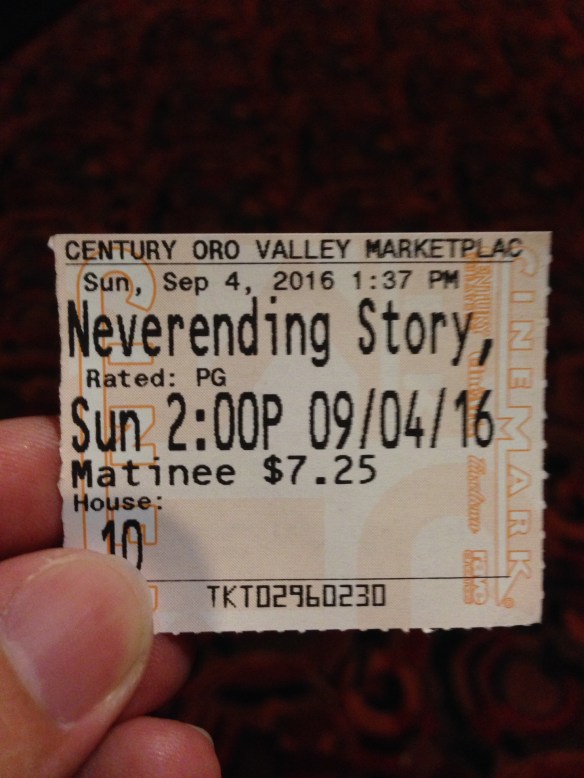 CENTURY ORO VALLEY MARKETPLAC
Sun, Sep 4, 2016 1:37 PM
Neverending Story,
Rated: PG
Sun 2:00P 09/04/16
Matinee $7.25
House:
10
TKT02960230
CINEMARK